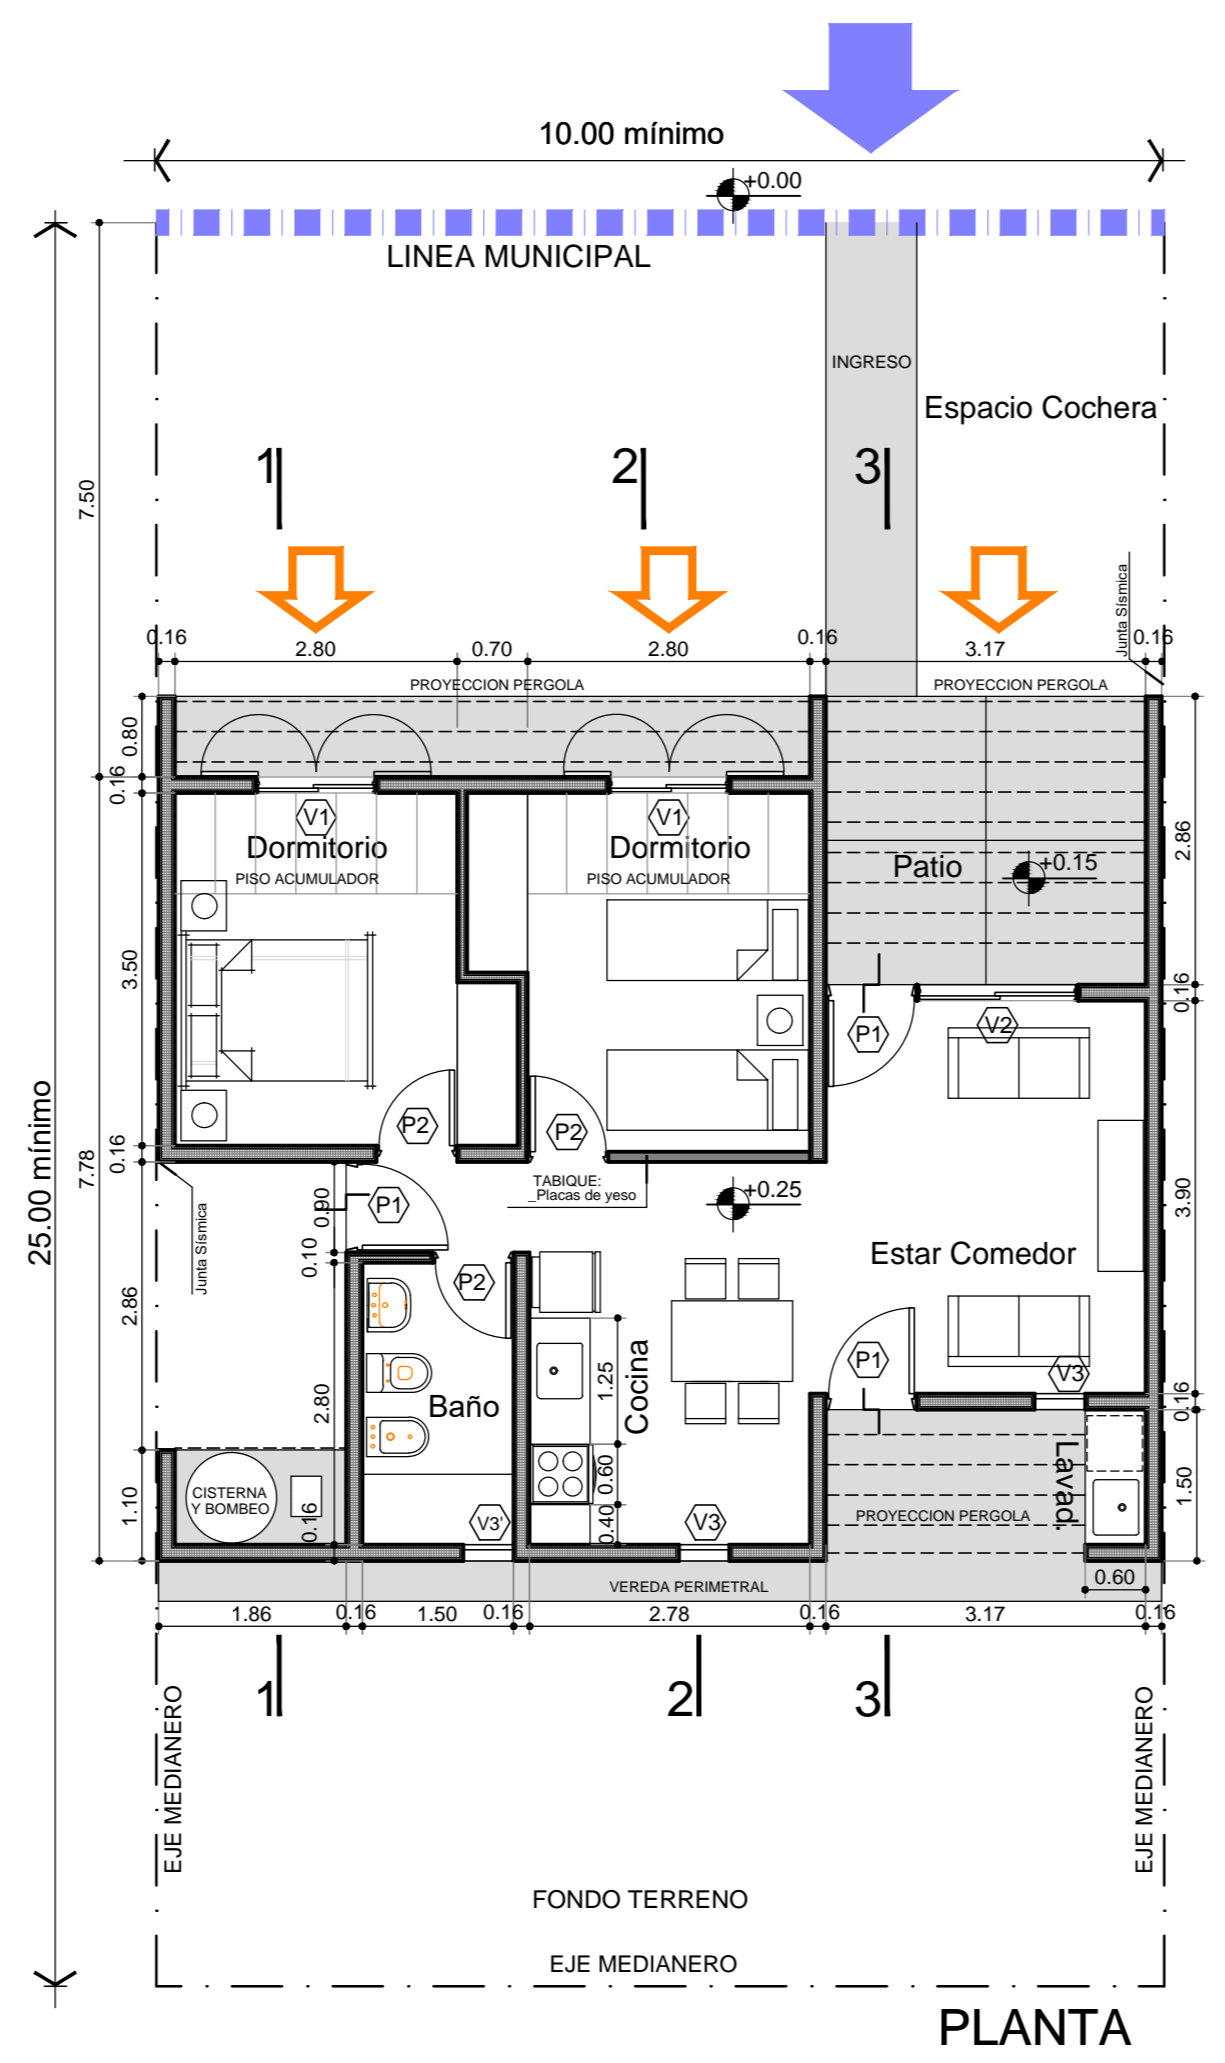 10.00 mínimo
+0.00
LINEA MUNICIPAL
INGRESO
Espacio Cochera
7.50
1 2 3
Junta Sísmica
0.16 2.80 0.70 2.80 0.16 3.17 0.16
PROYECCION PERGOLA PROYECCION PERGOLA
0.80
0.16
V1 V1
Dormitorio Dormitorio
PISO ACUMULADOR PISO ACUMULADOR
Patio +0.15
2.86
3.50
0.16
P1 V2
P2 P2
0.16
7.78
25.00 mínimo
TABIQUE:
_Placas de yeso
+0.25
P1
0.90
0.10
Junta Sísmica
3.90
Estar Comedor
P2
2.86
1.25
Cocina
P1 V3
2.80
Baño
0.16
0.60
Lavad.
1.50
CISTERNA
Y BOMBEO
1.10
0.16
0.40
V3' V3
PROYECCION PERGOLA
VEREDA PERIMETRAL
0.60
1.86 0.16 1.50 0.16 2.78 0.16 3.17 0.16
1 2 3
EJE MEDIANERO
EJE MEDIANERO
FONDO TERRENO
EJE MEDIANERO
PLANTA